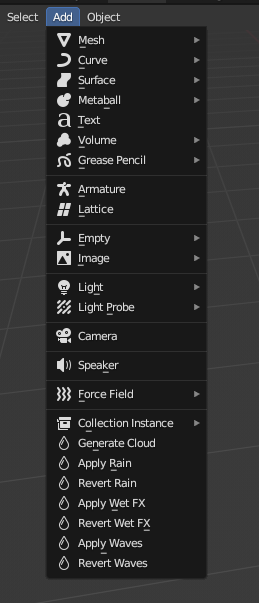 Select Add Object
Mesh
Curve
Surface
Metaball
Text
Volume
Grease Pencil
Armature
Lattice
Empty
Image
Light
Light Probe
Camera
Speaker
Force Field
Collection Instance
Generate Cloud
Apply Rain
Revert Rain
Apply Wet FX
Revert Wet FX
Apply Waves
Revert Waves